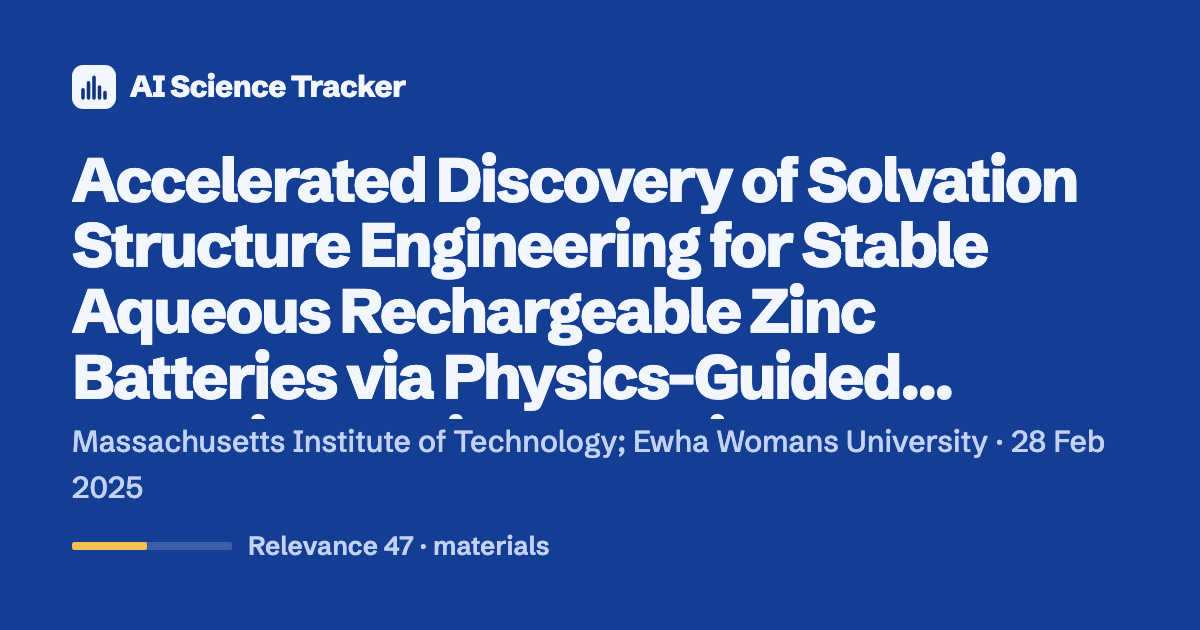 AI Science Tracker
Accelerated Discovery of Solvation
Structure Engineering for Stable
Aqueous Rechargeable Zinc
Batteries via Physics-Guided...
Massachusetts Institute of Technology; Ewha Womans University · 28 Feb
2025
Relevance 47 · materials